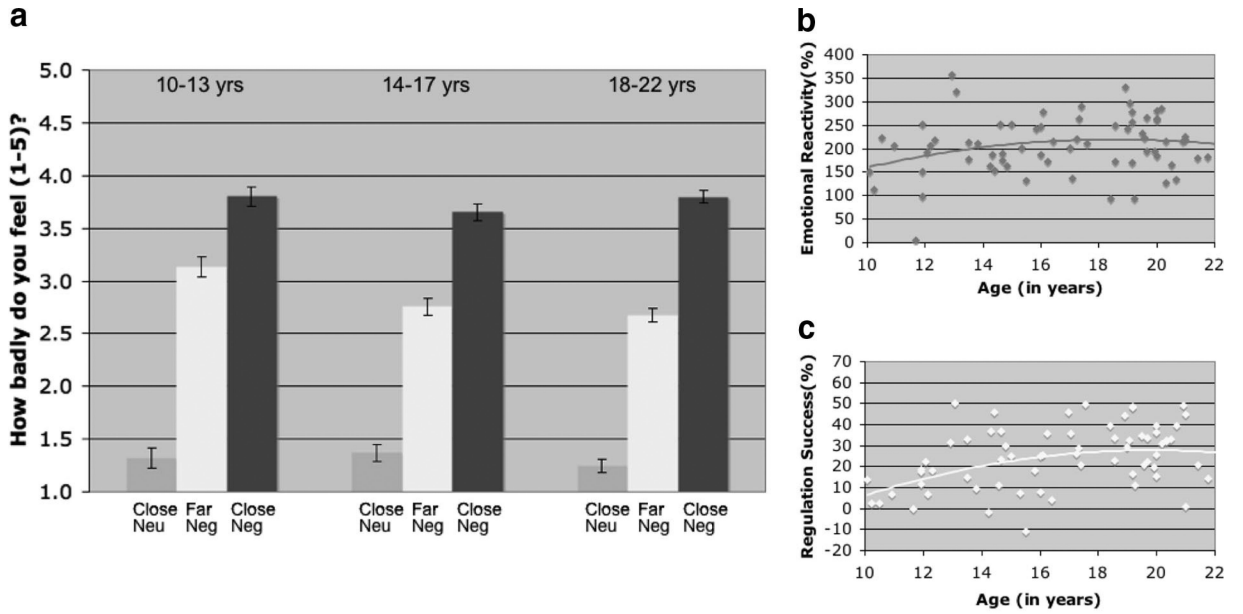 a
How badly do you feel (1-5)?
5.0
4.5
4.0
3.5
3.0
2.5
2.0
1.5
1.0
10-13 yrs
14-17 yrs
18-22 yrs
Close Far Close
Neu Neg Neg
Close Far Close
Neu Neg Neg
Close Far Close
Neu Neg Neg
b
Emotional Reactivity(%)
400
350
300
250
200
150
100
50
0
10 12 14 16 18 20 22
Age (in years)
c
Regulation Success(%)
70
60
50
40
30
20
10
0
-10
-20
10 12 14 16 18 20 22
Age (in years)